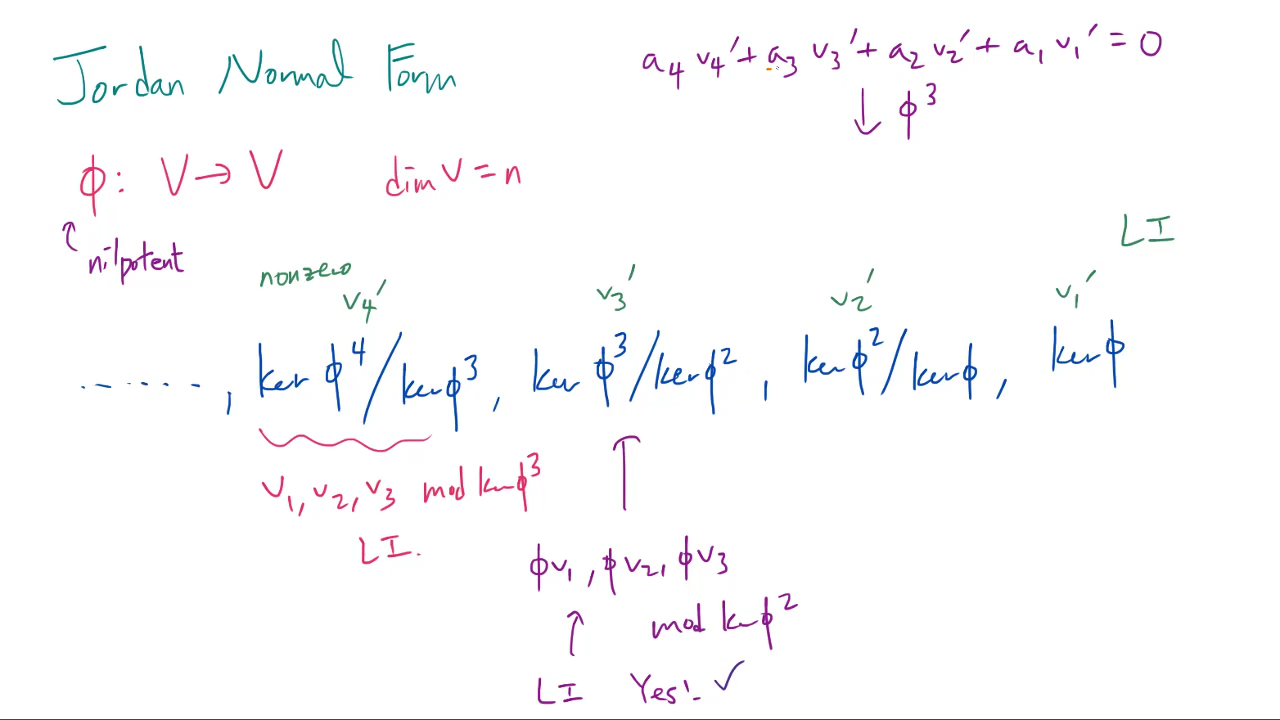 Jordan Normal Form
a₄ v₄′ + a₃ v₃′ + a₂ v₂′ + a₁ v₁′ = 0
↓ ϕ³
ϕ: V → V dim V = n
↑ nilpotent
LI
nonzero
v₄′ v₃′ v₂′ v₁′
......., ker ϕ⁴/ker ϕ³, ker ϕ³/ker ϕ², ker ϕ²/ker ϕ, ker ϕ
v₁, v₂, v₃ mod ker ϕ³
LI.
↑
ϕv₁, ϕv₂, ϕv₃
↑ mod ker ϕ²
LI Yes! ✓